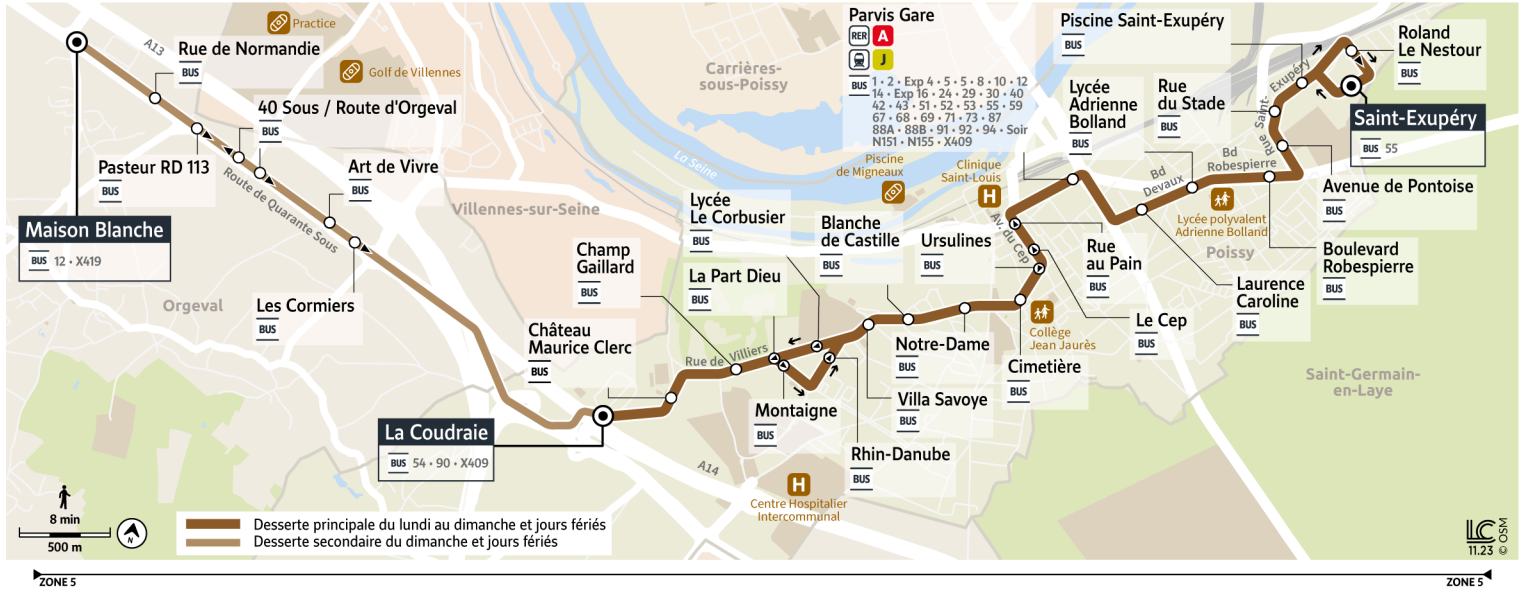 Practice
A13
Rue de Normandie
BUS
Golf de Villennes
40 Sous / Route d'Orgeval
BUS
Pasteur RD 113
BUS
Art de Vivre
BUS
Route de Quarante Sous
Maison Blanche
BUS 12 • X419
Villennes-sur-Seine
Orgeval
Les Cormiers
BUS
Carrières-
sous-Poissy
La Seine
Parvis Gare
RER A
J
BUS 1 • 2 • Exp 4 • 5 • 5 • 8 • 10 • 12
14 • Exp 16 • 24 • 29 • 30 • 40
42 • 43 • 51 • 52 • 53 • 55 • 59
67 • 68 • 69 • 71 • 73 • 87
88A • 88B • 91 • 92 • 94 • Soir
N151 • N155 • X409
Piscine
de Migneaux
Clinique
Saint-Louis
H
Piscine Saint-Exupéry
BUS
Lycée
Adrienne
Bolland
BUS
Rue
du Stade
BUS
Roland
Le Nestour
BUS
Saint-Exupéry
BUS 55
Rue Saint-Exupéry
Bd
Robespierre
Bd
Devaux
Avenue de Pontoise
BUS
Lycée polyvalent
Adrienne Bolland
Poissy
Boulevard
Robespierre
BUS
Laurence
Caroline
BUS
Rue
au Pain
BUS
Le Cep
BUS
Av. du Cep
Lycée
Le Corbusier
BUS
Blanche
de Castille
BUS
Ursulines
BUS
Champ
Gaillard
BUS
La Part Dieu
BUS
Château
Maurice Clerc
BUS
Rue de Villiers
Collège
Jean Jaurès
Notre-Dame
BUS
Cimetière
BUS
Villa Savoye
BUS
Montaigne
BUS
Rhin-Danube
BUS
Saint-Germain-
en-Laye
La Coudraie
BUS 54 • 90 • X409
A14
H
Centre Hospitalier
Intercommunal
8 min
500 m
N
Desserte principale du lundi au dimanche et jours fériés
Desserte secondaire du dimanche et jours fériés
LC
11.23 © OSM
ZONE 5
ZONE 5